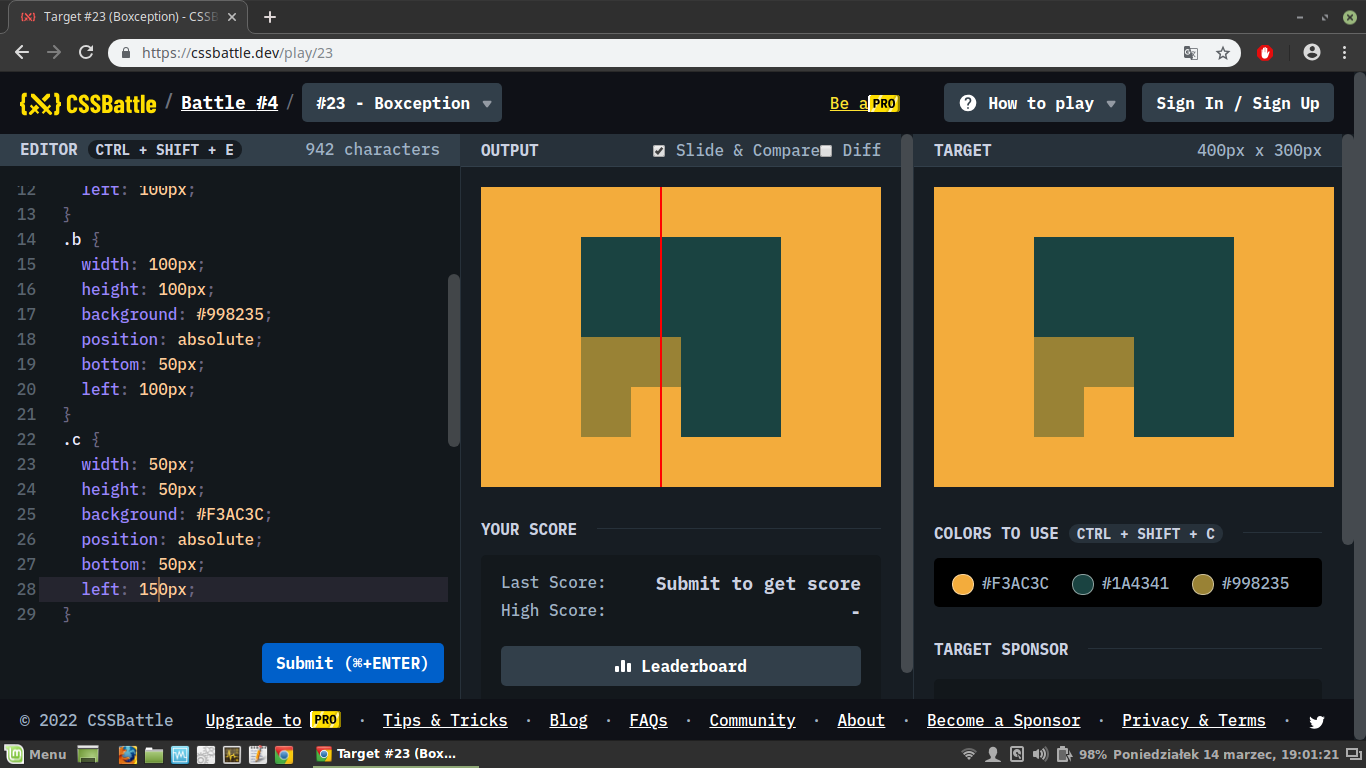 Target #23 (Boxception) - CSSB
https://cssbattle.dev/play/23
{X} CSSBattle / Battle #4 / #23 - Boxception
Be a PRO
How to play
Sign In / Sign Up
EDITOR CTRL + SHIFT + E 942 characters
12 left: 100px;
13 }
14 .b {
15 width: 100px;
16 height: 100px;
17 background: #998235;
18 position: absolute;
19 bottom: 50px;
20 left: 100px;
21 }
22 .c {
23 width: 50px;
24 height: 50px;
25 background: #F3AC3C;
26 position: absolute;
27 bottom: 50px;
28 left: 150px;
29 }
Submit (⌘+ENTER)
OUTPUT Slide & Compare Diff
YOUR SCORE
Last Score: Submit to get score
High Score: -
Leaderboard
TARGET 400px x 300px
COLORS TO USE CTRL + SHIFT + C
#F3AC3C #1A4341 #998235
TARGET SPONSOR
© 2022 CSSBattle Upgrade to PRO · Tips & Tricks · Blog · FAQs · Community · About · Become a Sponsor · Privacy & Terms ·
Menu Target #23 (Box... 98% Poniedziałek 14 marzec, 19:01:21